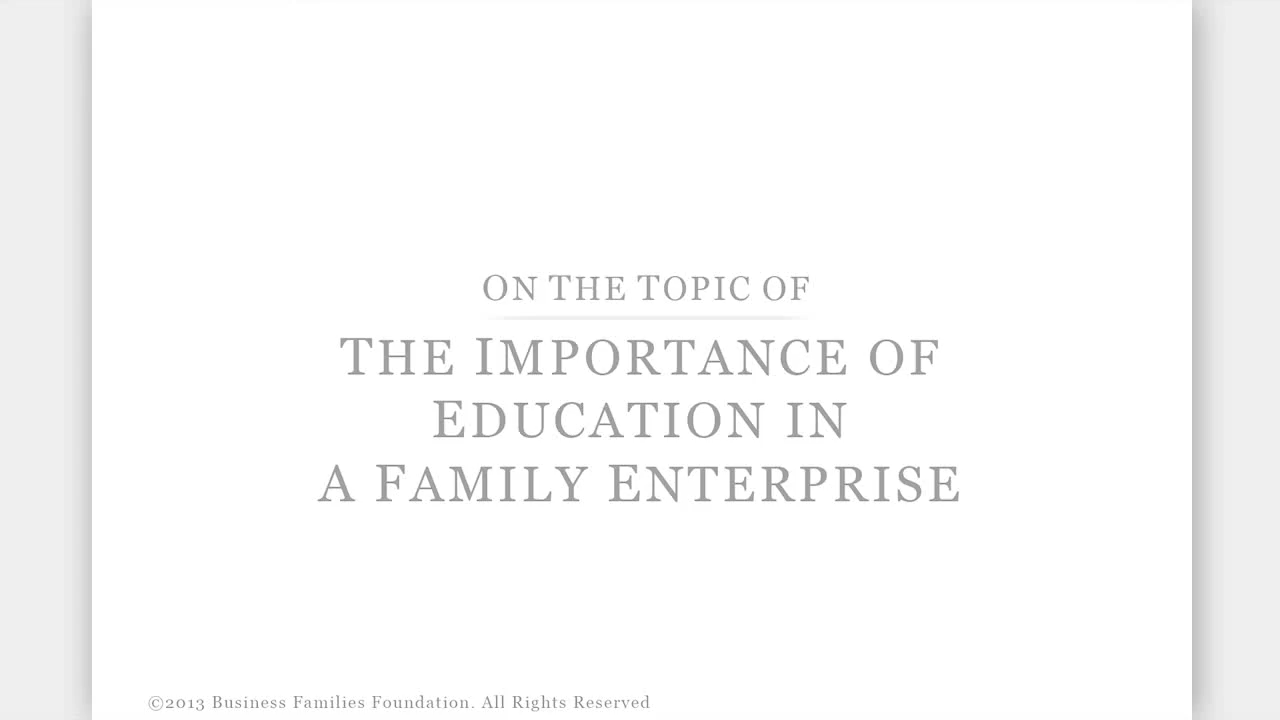 On The Topic of
The Importance of
Education in
A Family Enterprise
©2013 Business Families Foundation. All Rights Reserved